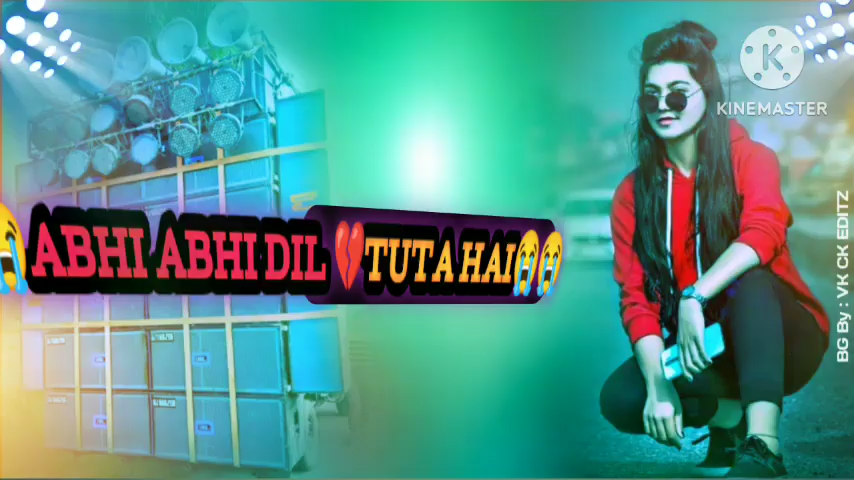 KINEMASTER
😭ABHI ABHI DIL 💔TUTA HAI😭😭
BG By : VK CK EDITZ